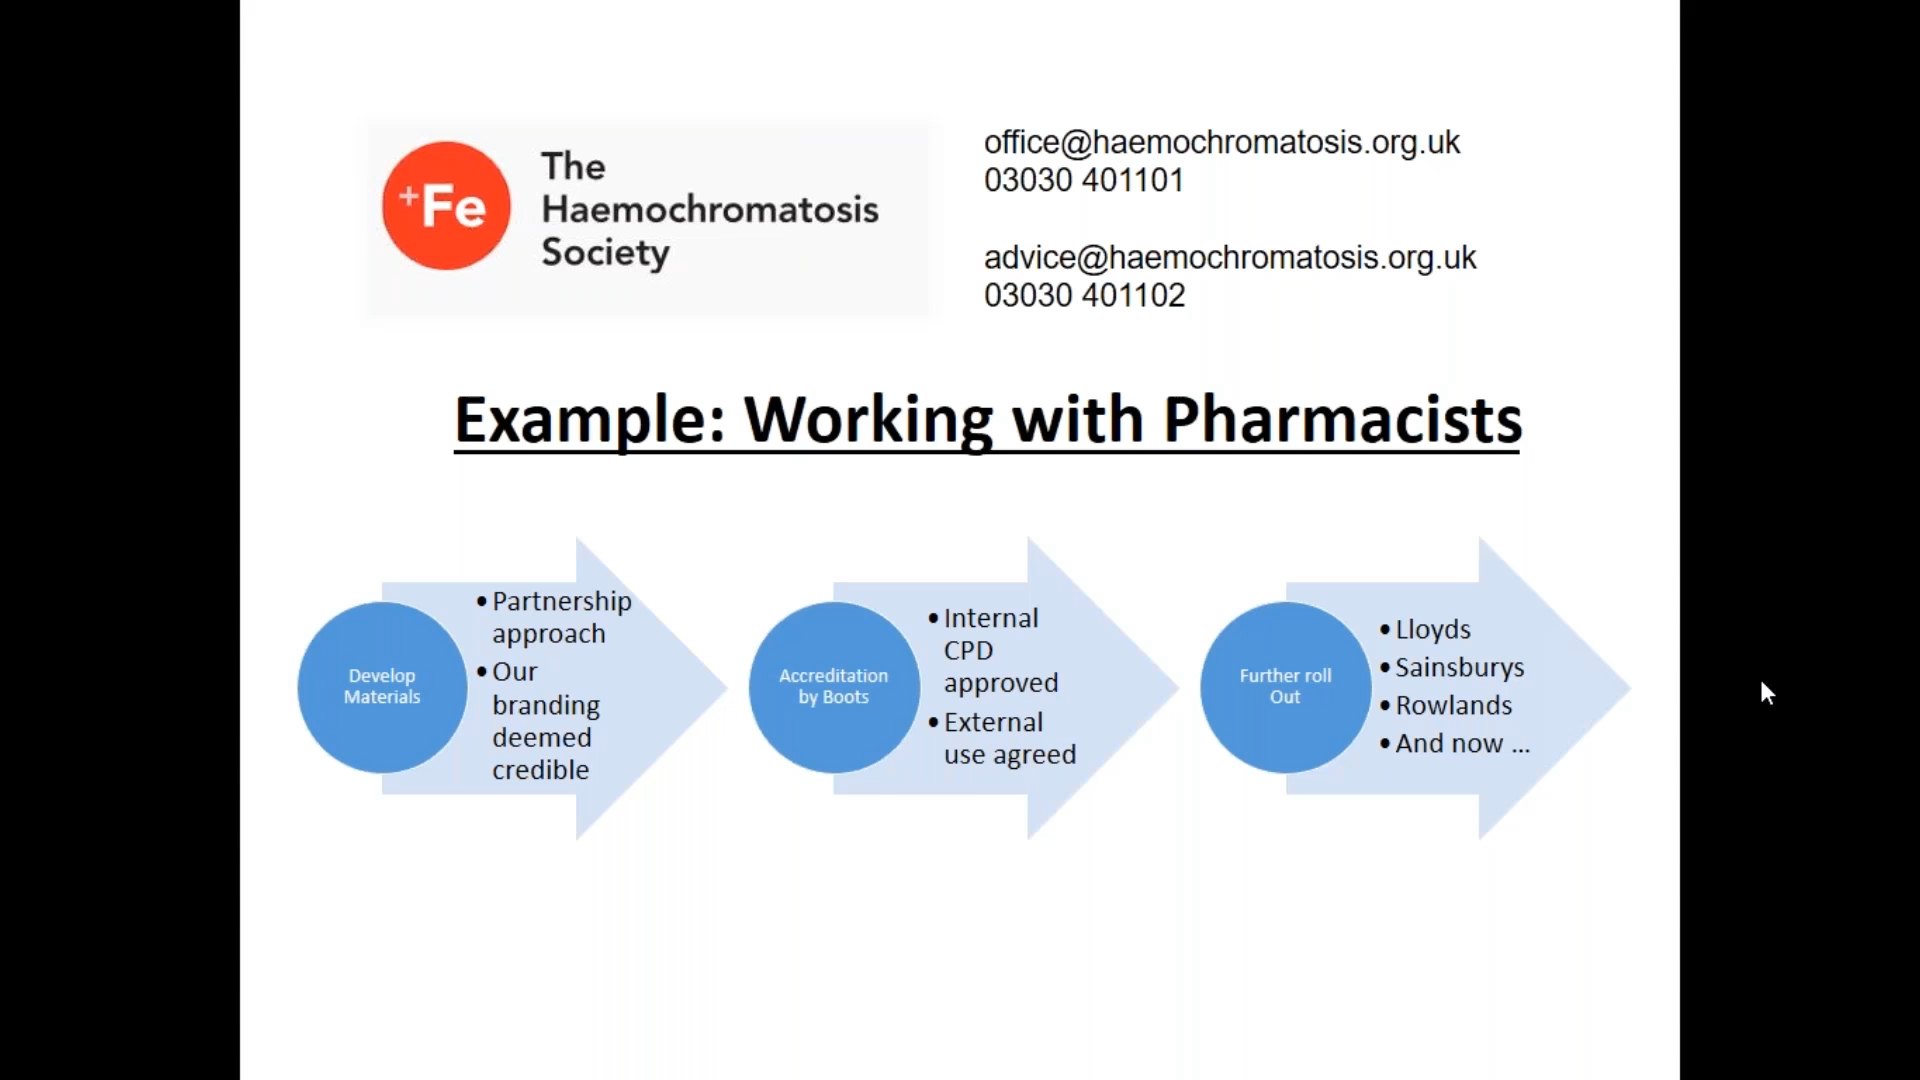 +Fe
The
Haemochromatosis
Society
office@haemochromatosis.org.uk
03030 401101
advice@haemochromatosis.org.uk
03030 401102
Example: Working with Pharmacists
Develop
Materials
•Partnership
approach
•Our
branding
deemed
credible
Accreditation
by Boots
•Internal
CPD
approved
•External
use agreed
Further roll
Out
•Lloyds
•Sainsburys
•Rowlands
•And now ...